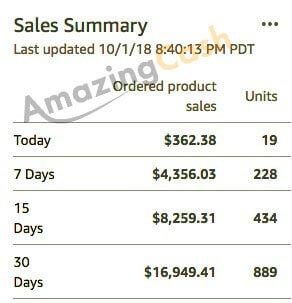 Sales Summary
...
Last updated 10/1/18 8:40:13 PM PDT
AmazingCash
Ordered product
sales
Units
Today $362.38 19
7 Days $4,356.03 228
15
Days $8,259.31 434
30
Days $16,949.41 889